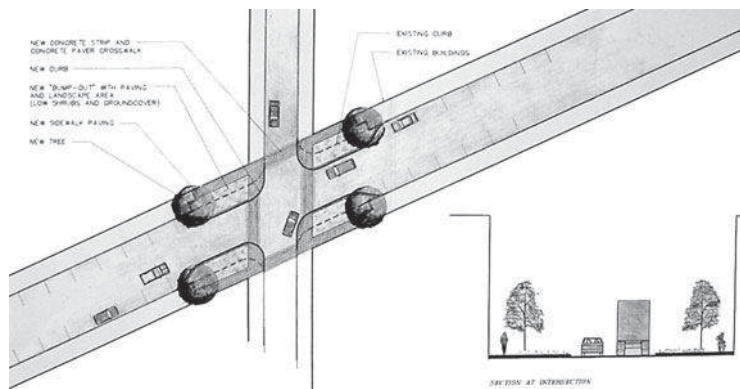 NEW CONCRETE STRIP AND
CONCRETE PAVER CROSSWALK
NEW CURB
NEW "BUMP-OUT" WITH PAVING
AND LANDSCAPE AREA
(LOW SHRUBS AND GROUNDCOVER)
NEW SIDEWALK PAVING
NEW TREE
EXISTING CURB
EXISTING BUILDINGS
SECTION AT INTERSECTION